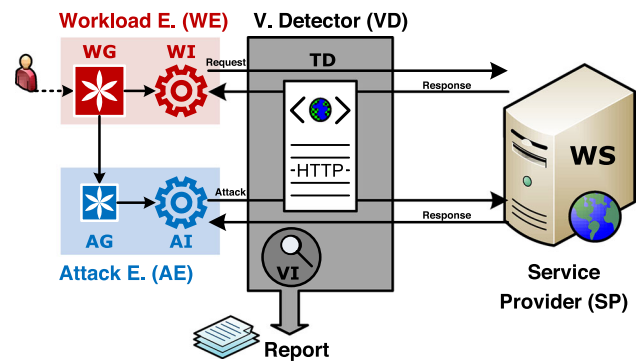 Workload E. (WE)
V. Detector (VD)
WG
WI
TD
Request
Response
HTTP
WS
Attack
Response
AG
AI
VI
Attack E. (AE)
Service
Provider (SP)
Report